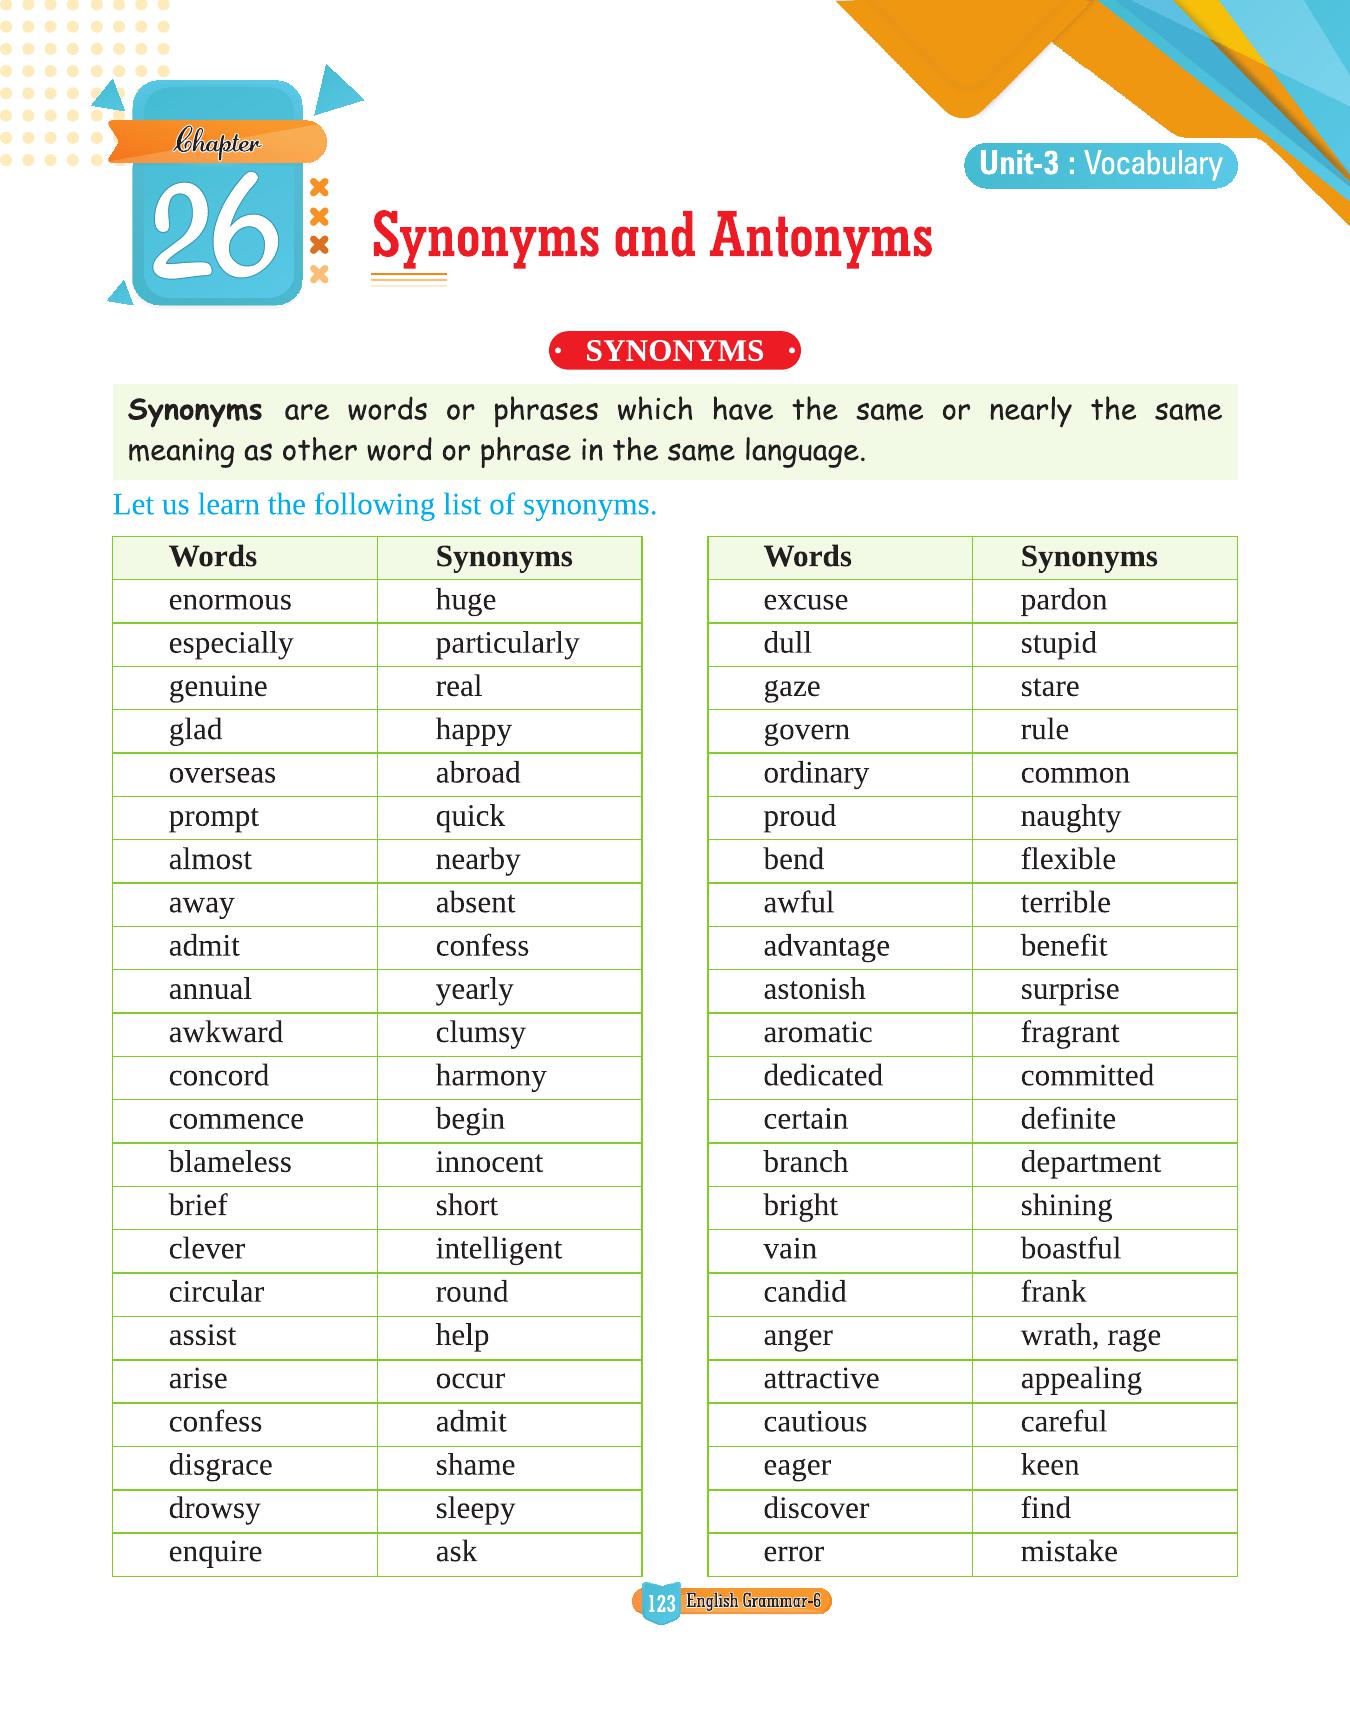 Chapter
26
Unit-3 : Vocabulary
Synonyms and Antonyms
SYNONYMS
Synonyms are words or phrases which have the same or nearly the same
meaning as other word or phrase in the same language.
Let us learn the following list of synonyms.
Words Synonyms
enormous huge
especially particularly
genuine real
glad happy
overseas abroad
prompt quick
almost nearby
away absent
admit confess
annual yearly
awkward clumsy
concord harmony
commence begin
blameless innocent
brief short
clever intelligent
circular round
assist help
arise occur
confess admit
disgrace shame
drowsy sleepy
enquire ask
Words Synonyms
excuse pardon
dull stupid
gaze stare
govern rule
ordinary common
proud naughty
bend flexible
awful terrible
advantage benefit
astonish surprise
aromatic fragrant
dedicated committed
certain definite
branch department
bright shining
vain boastful
candid frank
anger wrath, rage
attractive appealing
cautious careful
eager keen
discover find
error mistake
123 English Grammar-6